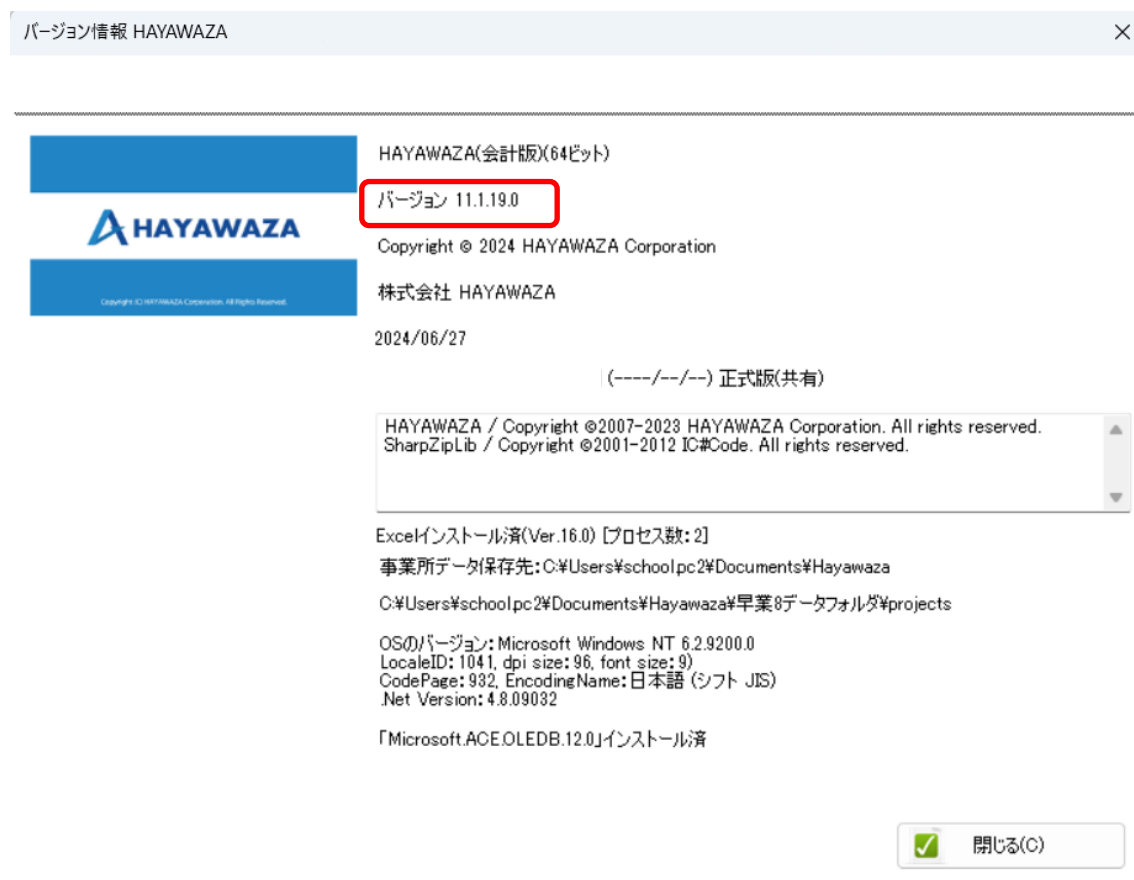 バージョン情報 HAYAWAZA
HAYAWAZA(会計版)(64ビット)
HAYAWAZA
バージョン 11.1.19.0
Copyright © 2024 HAYAWAZA Corporation
Copyright (C) HAYAWAZA Corporation. All Rights Reserved.
株式会社 HAYAWAZA
2024/06/27
(----/--/--) 正式版(共有)
HAYAWAZA / Copyright ©2007-2023 HAYAWAZA Corporation. All rights reserved.
SharpZipLib / Copyright ©2001-2012 IC#Code. All rights reserved.
Excelインストール済(Ver.16.0) [プロセス数: 2]
事業所データ保存先: C:¥Users¥school.pc2¥Documents¥Hayawaza
C:¥Users¥school.pc2¥Documents¥Hayawaza¥早業8データフォルダ¥projects
OSのバージョン: Microsoft Windows NT 6.2.9200.0
LocaleID: 1041, dpi size: 96, font size: 9)
CodePage: 932, EncodingName: 日本語 (シフト JIS)
.Net Version: 4.8.09032
「Microsoft.ACE.OLEDB.12.0」インストール済
閉じる(C)